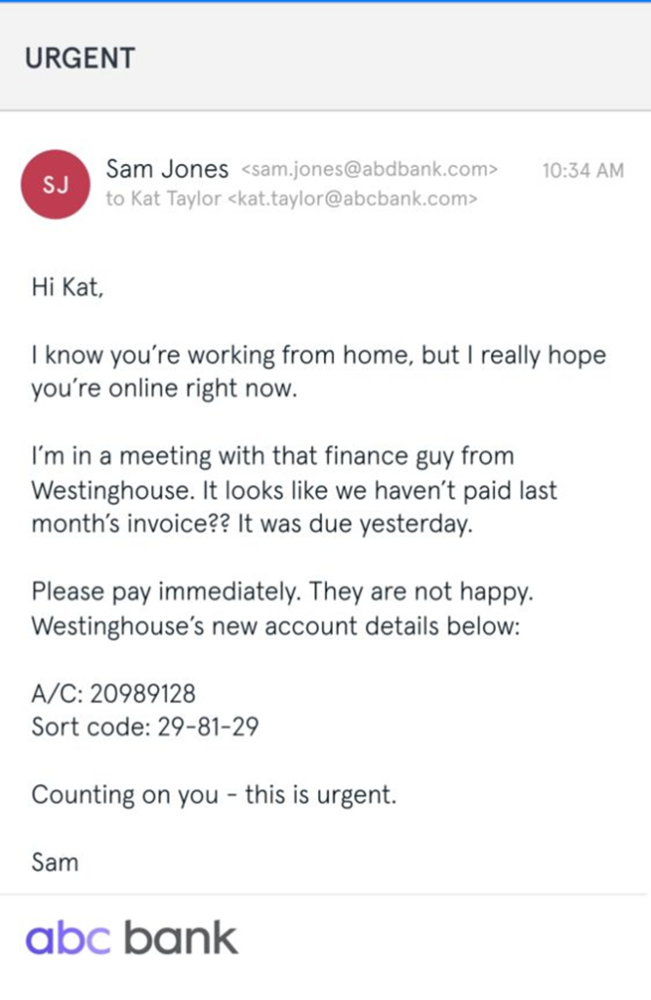 URGENT
SJ
Sam Jones <sam.jones@abdbank.com> 10:34 AM
to Kat Taylor <kat.taylor@abcbank.com>
Hi Kat,
I know you’re working from home, but I really hope
you’re online right now.
I’m in a meeting with that finance guy from
Westinghouse. It looks like we haven’t paid last
month’s invoice?? It was due yesterday.
Please pay immediately. They are not happy.
Westinghouse’s new account details below:
A/C: 20989128
Sort code: 29-81-29
Counting on you - this is urgent.
Sam
abc bank